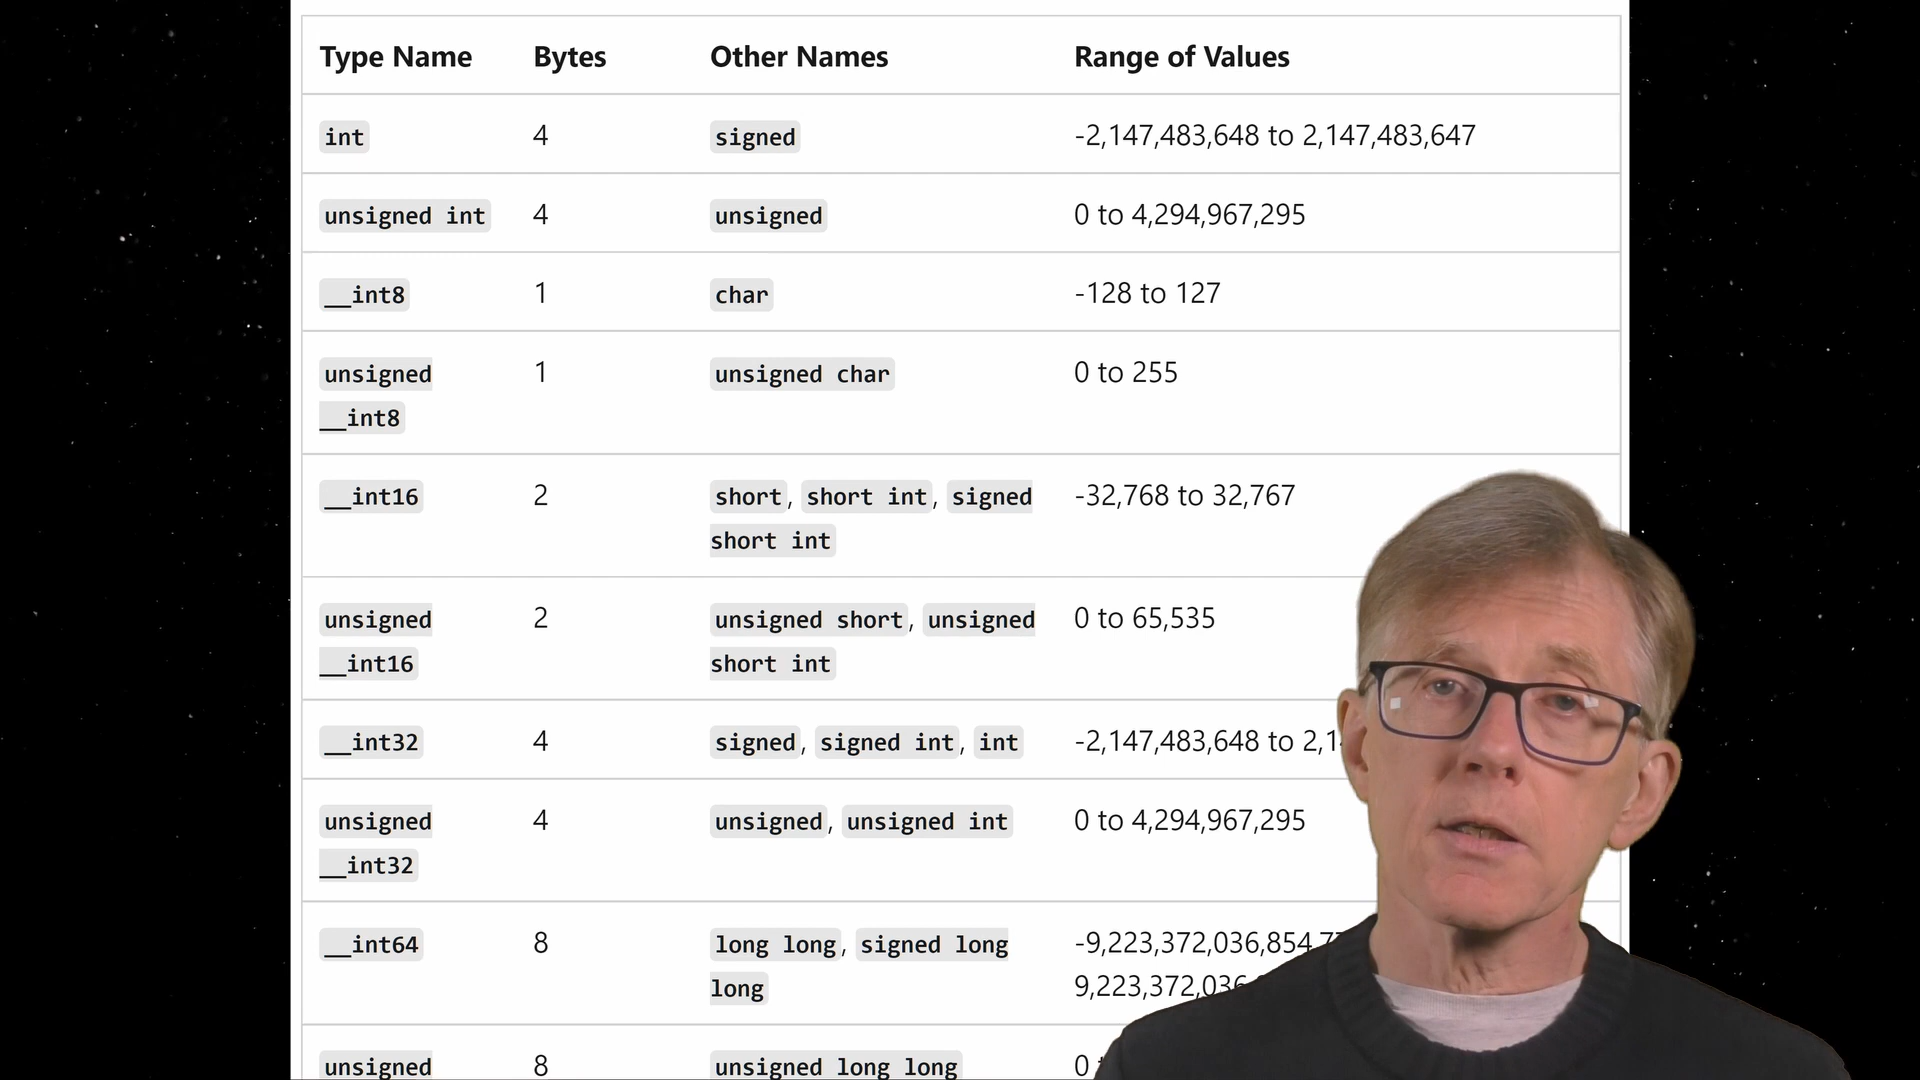 Type Name Bytes Other Names Range of Values
int 4 signed -2,147,483,648 to 2,147,483,647
unsigned int 4 unsigned 0 to 4,294,967,295
__int8 1 char -128 to 127
unsigned 1 unsigned char 0 to 255
__int8
__int16 2 short, short int, signed -32,768 to 32,767
short int
unsigned 2 unsigned short, unsigned 0 to 65,535
__int16 short int
__int32 4 signed, signed int, int -2,147,483,648 to
unsigned 4 unsigned, unsigned int 0 to 4,294,967,295
__int32
__int64 8 long long, signed long
long
unsigned 8 unsigned long long 0